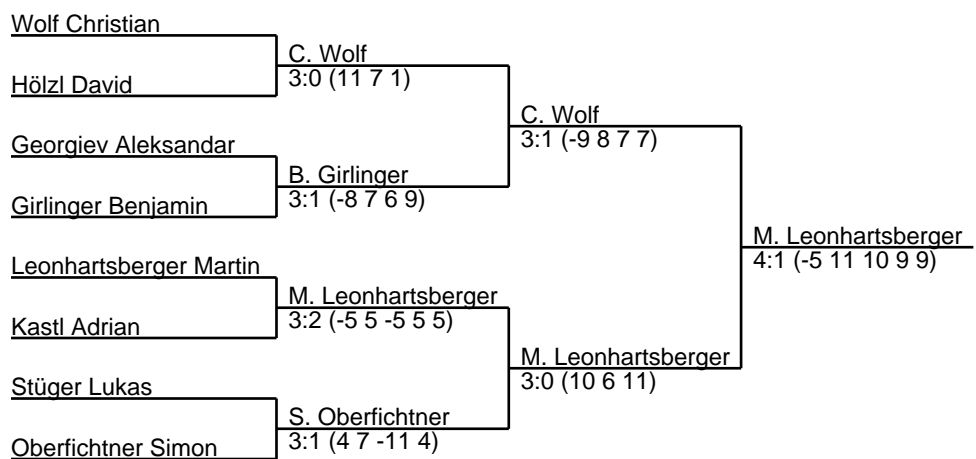 Wolf Christian
C. Wolf
3:0 (11 7 1)
Hölzl David
C. Wolf
3:1 (-9 8 7 7)
Georgiev Aleksandar
B. Girlinger
3:1 (-8 7 6 9)
Girlinger Benjamin
M. Leonhartsberger
4:1 (-5 11 10 9 9)
Leonhartsberger Martin
M. Leonhartsberger
3:2 (-5 5 -5 5 5)
Kastl Adrian
M. Leonhartsberger
3:0 (10 6 11)
Stüger Lukas
S. Oberfichtner
3:1 (4 7 -11 4)
Oberfichtner Simon